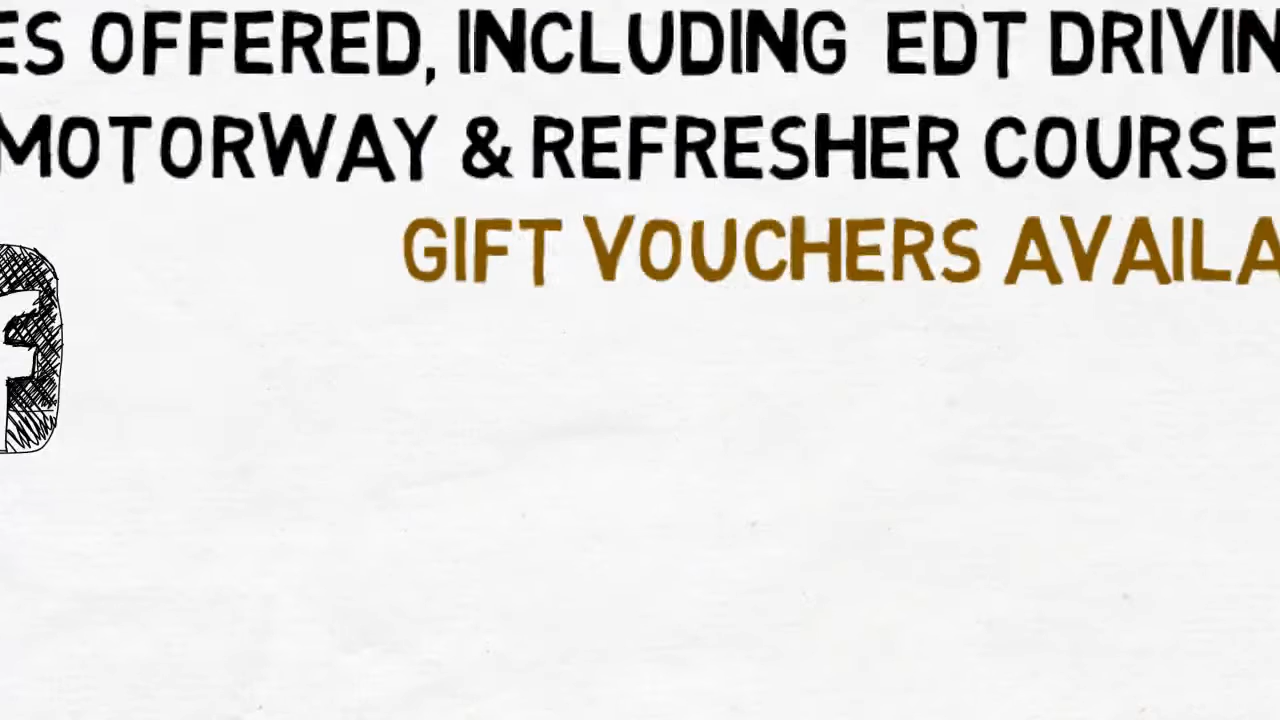 ES OFFERED, INCLUDING EDT DRIVIN
MOTORWAY & REFRESHER COURSE
GIFT VOUCHERS AVAILA